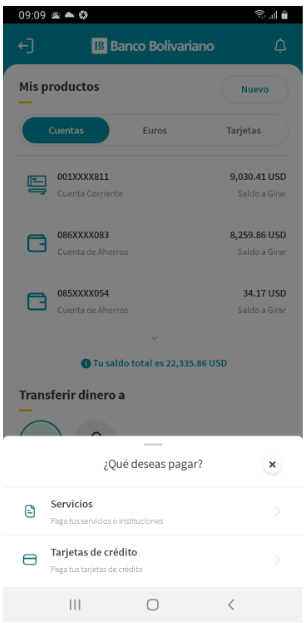 09:09
Banco Bolivariano
Mis productos
Nuevo
Cuentas Euros Tarjetas
001XXXX811 9,030.41 USD
Cuenta Corriente Saldo a Girar
086XXXX083 8,259.86 USD
Cuenta de Ahorros Saldo a Girar
085XXXX054 34.17 USD
Cuenta de Ahorros Saldo a Girar
Tu saldo total es 22,335.86 USD
Transferir dinero a
¿Qué deseas pagar?
Servicios
Paga tus servicios o instituciones
Tarjetas de crédito
Paga tus tarjetas de crédito